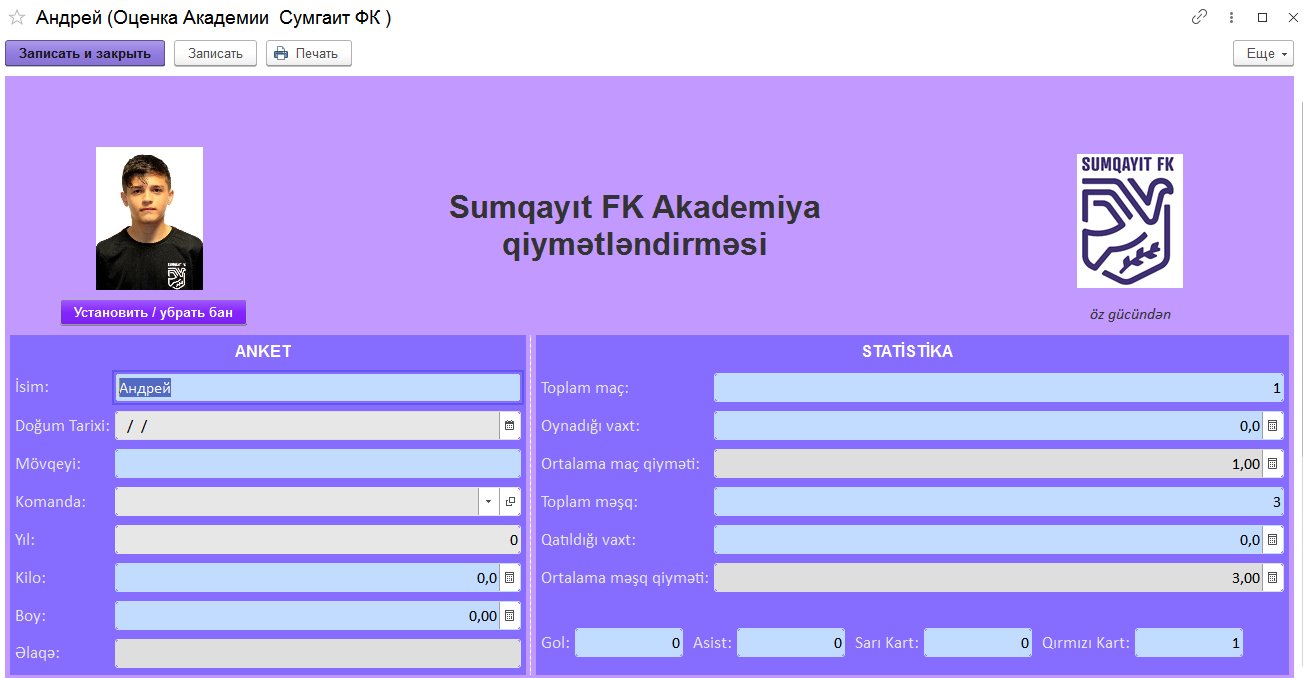 Андрей (Оценка Академии Сумгаит ФК )
Записать и закрыть
Записать
Печать
Еще
SUMQAYIT FK
Sumqayıt FK Akademiya
qiymətləndirməsi
SUMQAYIT FK
Установить / убрать бан
öz gücündən
ANKET
İsim: Андрей
Doğum Tarixi: / /
Mövqeyi:
Komanda:
Yıl: 0
Kilo: 0,0
Boy: 0,00
Əlaqə:
STATİSTİKA
Toplam maç: 1
Oynadığı vaxt: 0,0
Ortalama maç qiyməti: 1,00
Toplam məşq: 3
Qatıldığı vaxt: 0,0
Ortalama məşq qiyməti: 3,00
Gol: 0 Asist: 0 Sarı Kart: 0 Qırmızı Kart: 1